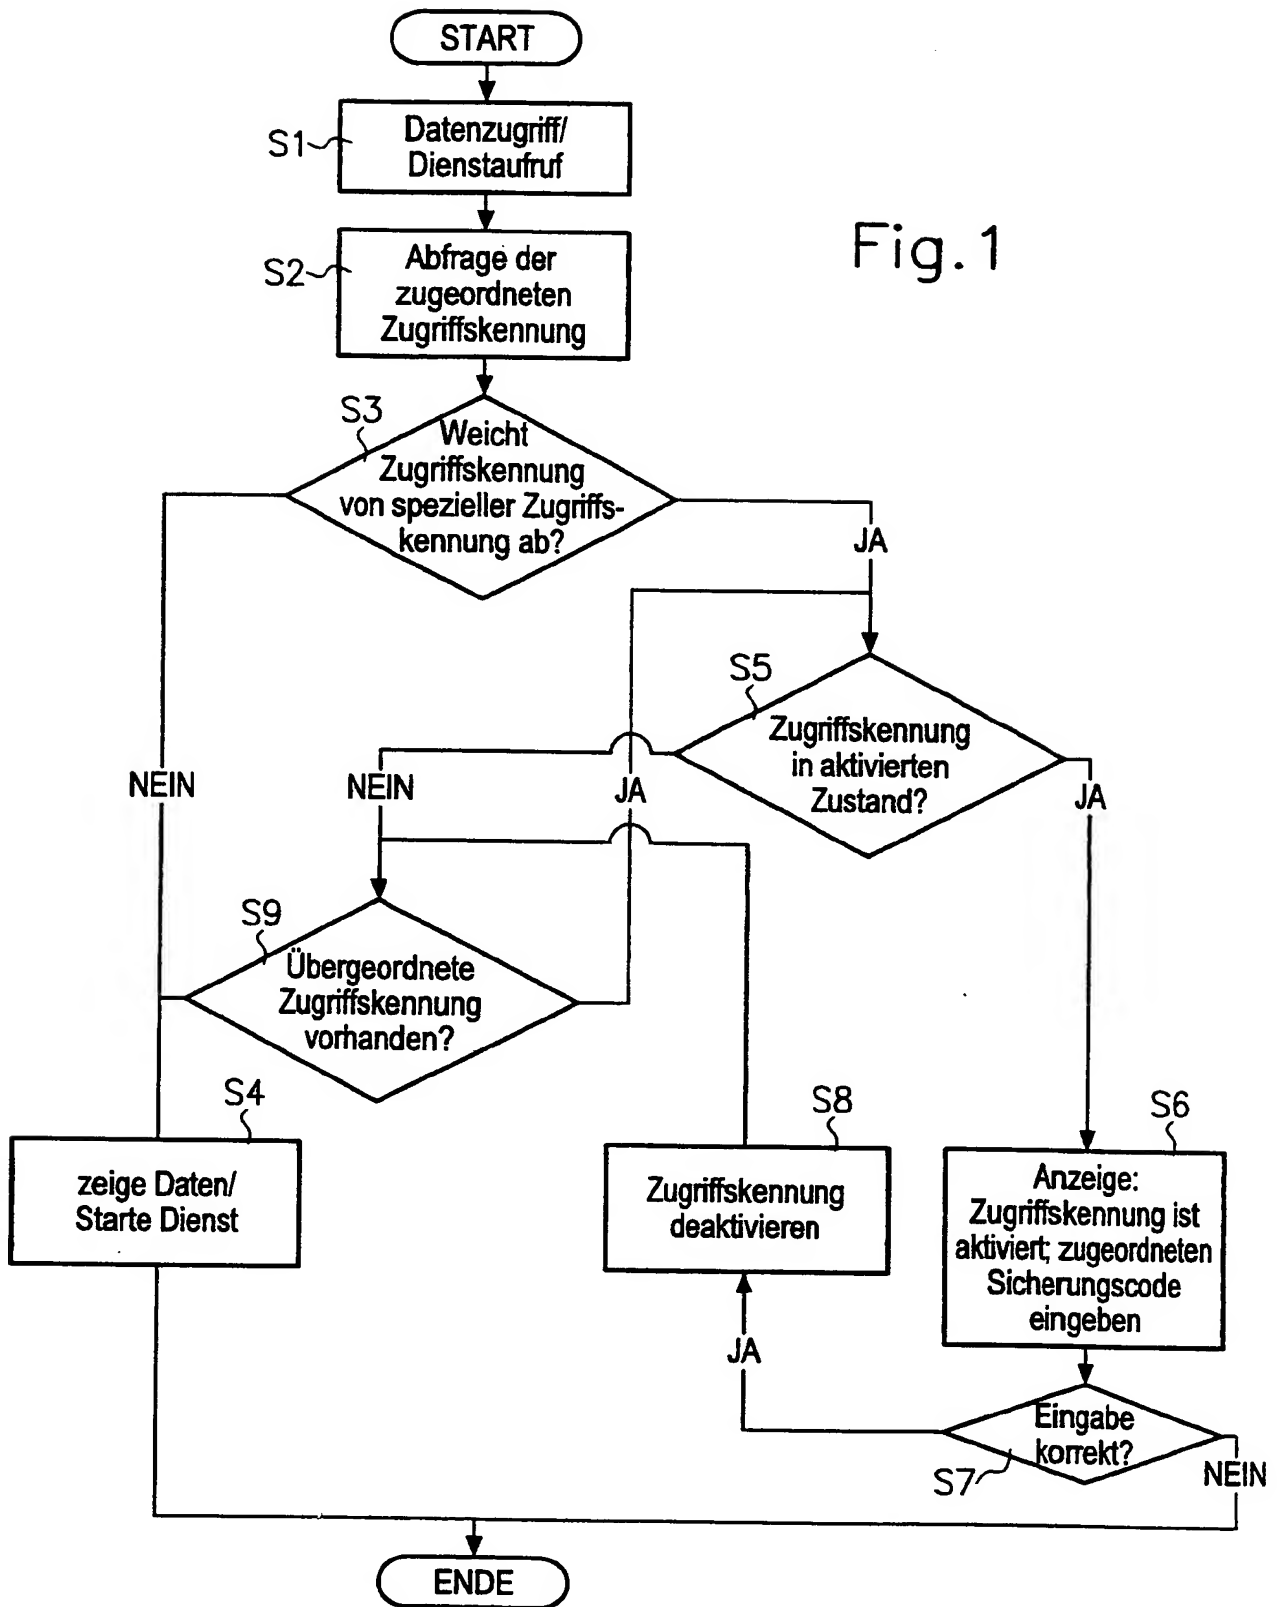 START
S1
Datenzugriff/
Dienstaufruf
S2
Abfrage der
zugeordneten
Zugriffskennung
Fig. 1
S3
Weicht
Zugriffskennung
von spezieller Zugriffs-
kennung ab?
JA
S5
Zugriffskennung
in aktivierten
Zustand?
NEIN
NEIN
JA
JA
S9
Übergeordnete
Zugriffskennung
vorhanden?
S4
zeige Daten/
Starte Dienst
S8
Zugriffskennung
deaktivieren
S6
Anzeige:
Zugriffskennung ist
aktiviert; zugeordneten
Sicherungscode
eingeben
JA
Eingabe
korrekt?
S7
NEIN
ENDE